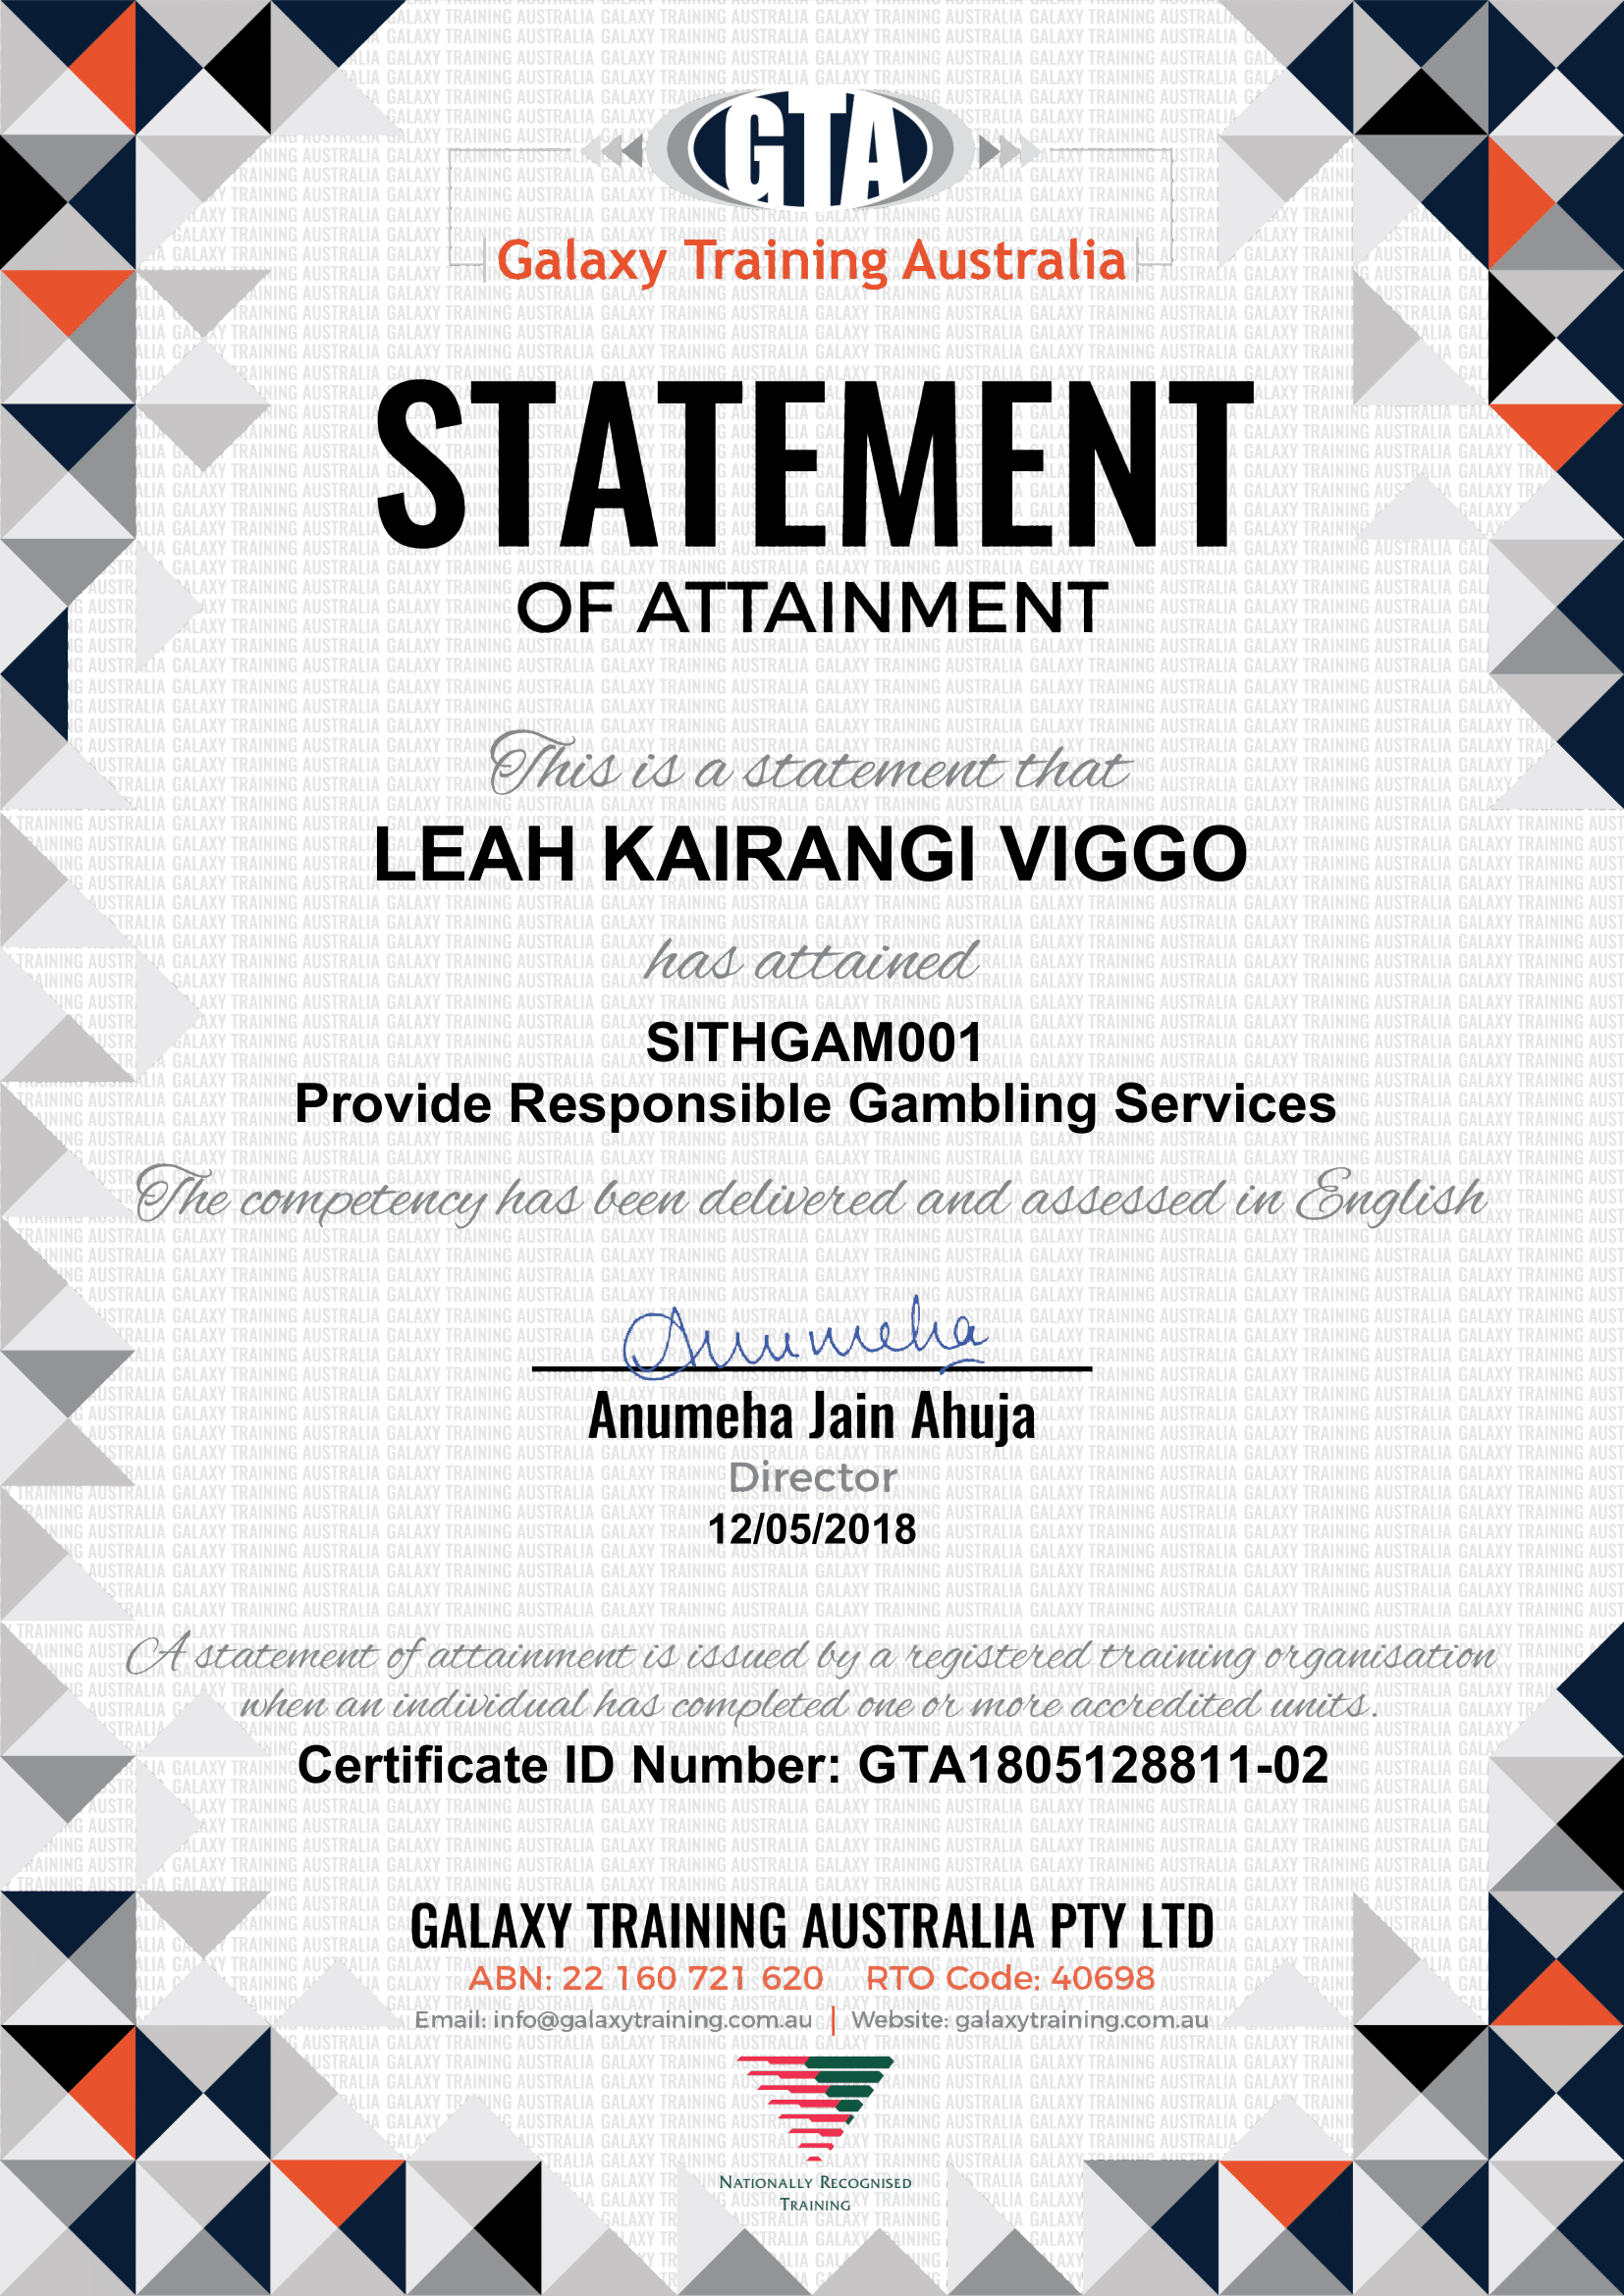 GTA
Galaxy Training Australia
STATEMENT
OF ATTAINMENT
This is a statement that
LEAH KAIRANGI VIGGO
has attained
SITHGAM001
Provide Responsible Gambling Services
The competency has been delivered and assessed in English
Anumeha
Anumeha Jain Ahuja
Director
12/05/2018
A statement of attainment is issued by a registered training organisation
when an individual has completed one or more accredited units.
Certificate ID Number: GTA1805128811-02
GALAXY TRAINING AUSTRALIA PTY LTD
ABN: 22 160 721 620 RTO Code: 40698
Email: info@galaxytraining.com.au | Website: galaxytraining.com.au
NATIONALLY RECOGNISED
TRAINING